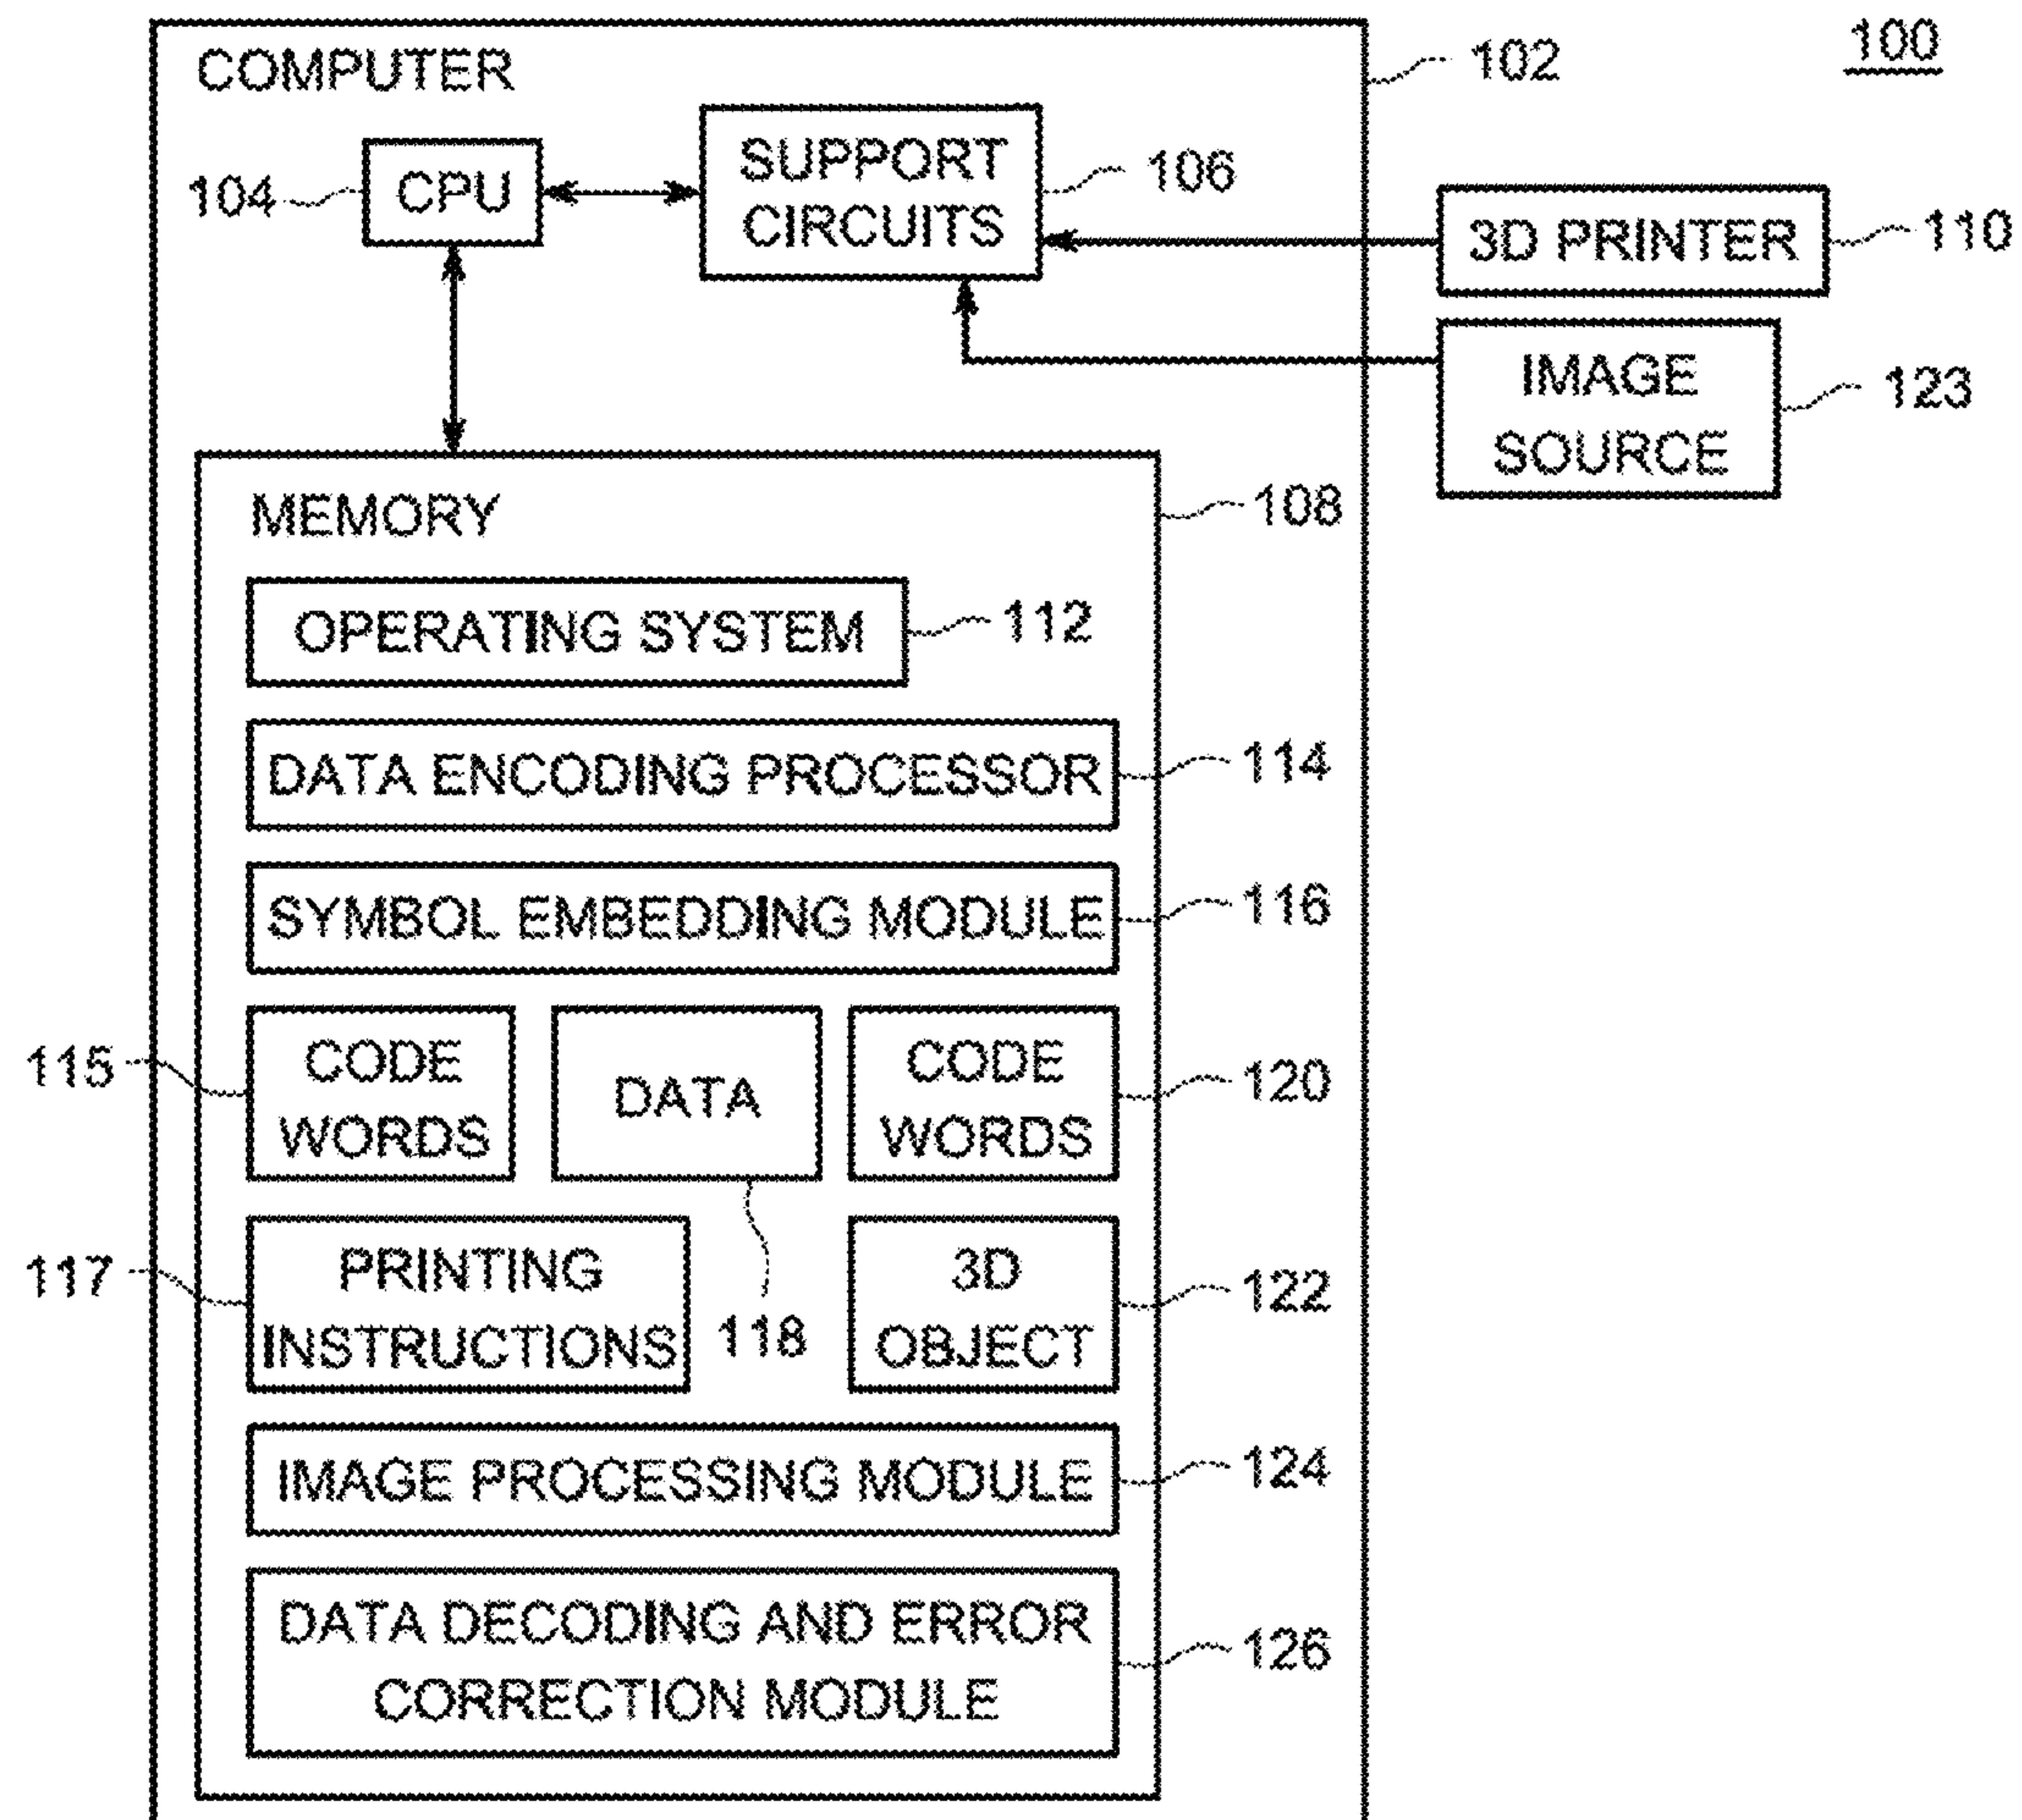 100
COMPUTER
102
CPU
104
SUPPORT
CIRCUITS
106
3D PRINTER
110
IMAGE
SOURCE
123
MEMORY
108
OPERATING SYSTEM
112
DATA ENCODING PROCESSOR
114
SYMBOL EMBEDDING MODULE
116
115
CODE
WORDS
DATA
118
CODE
WORDS
120
117
PRINTING
INSTRUCTIONS
3D
OBJECT
122
IMAGE PROCESSING MODULE
124
DATA DECODING AND ERROR
CORRECTION MODULE
126